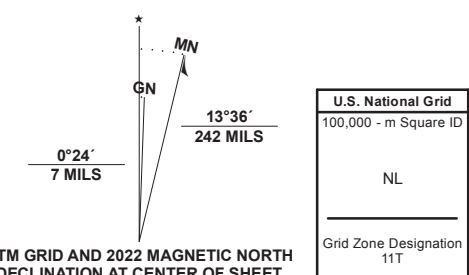 ★
MN
GN
13°36´
242 MILS
0°24´
7 MILS
TM GRID AND 2022 MAGNETIC NORTH
DECLINATION AT CENTER OF SHEET
U.S. National Grid
100,000 - m Square ID
NL
Grid Zone Designation
11T